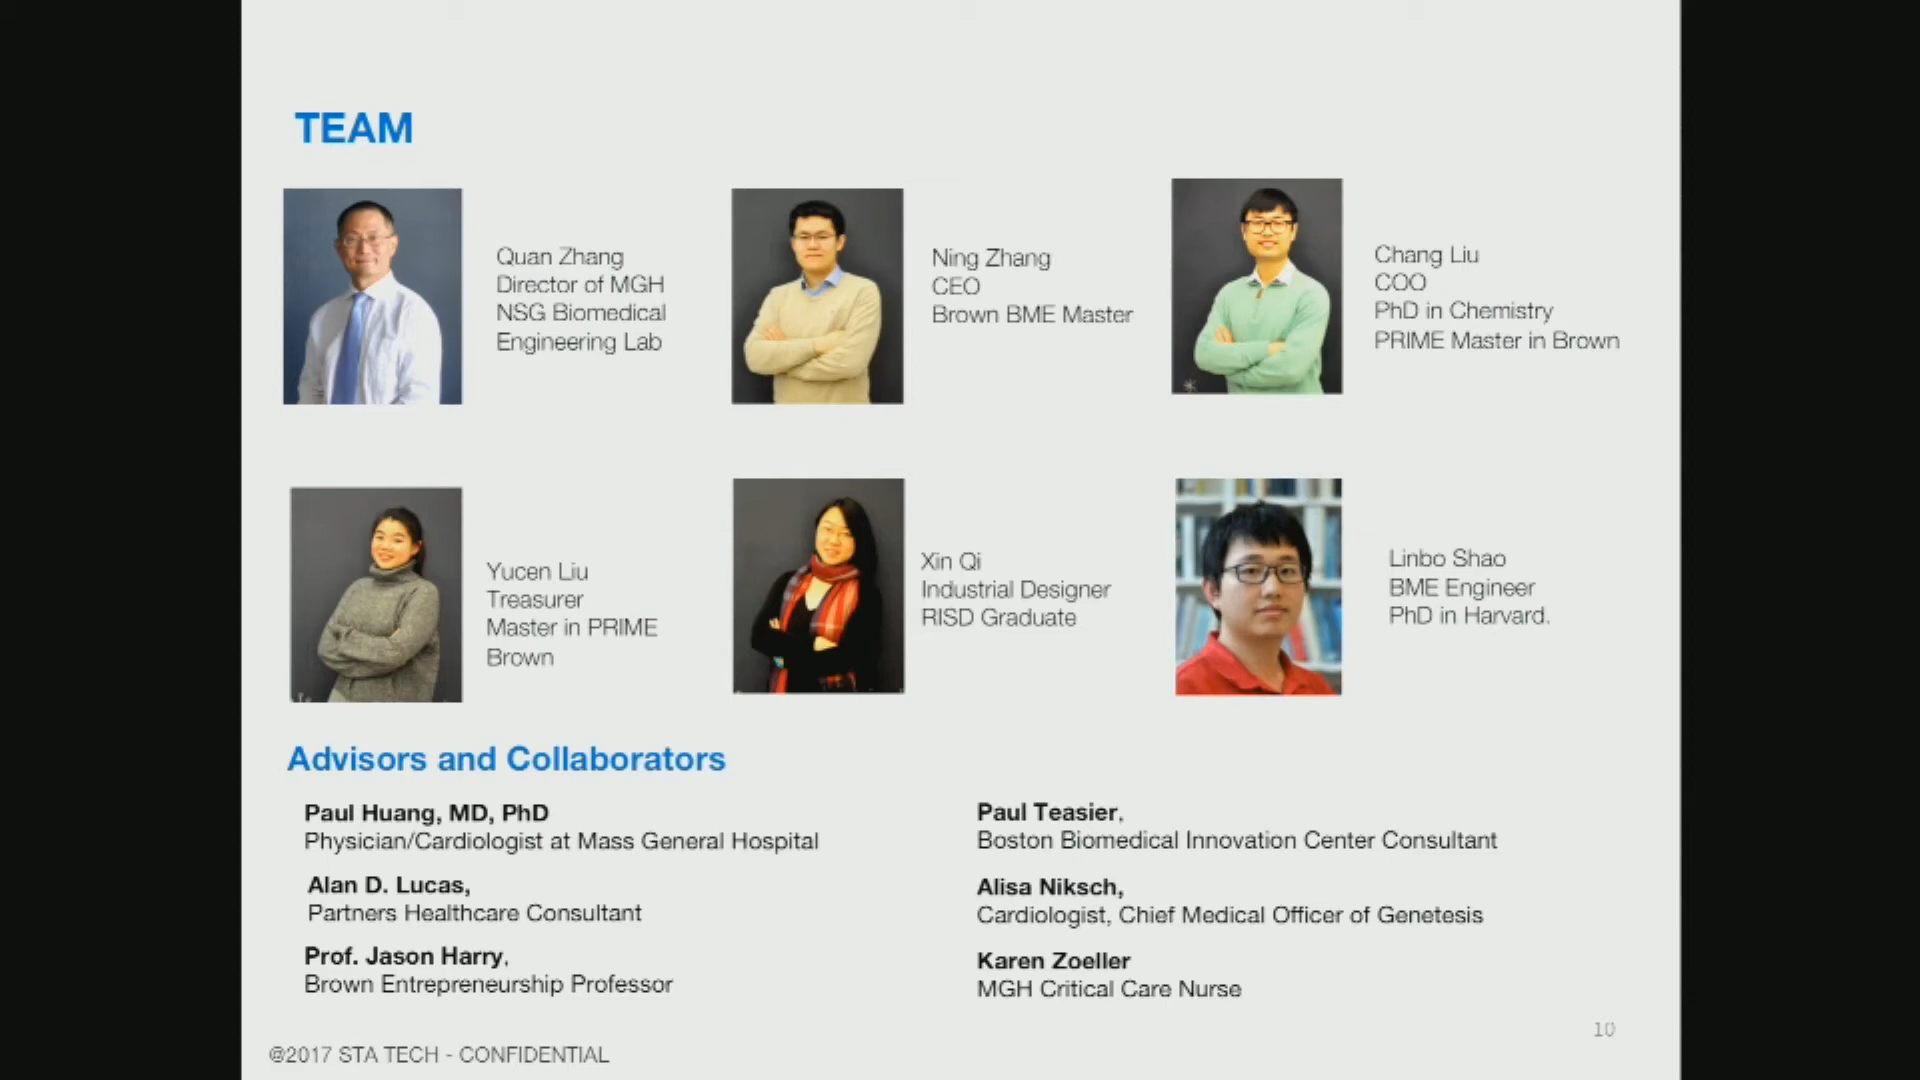 TEAM
Quan Zhang
Director of MGH
NSG Biomedical
Engineering Lab
Ning Zhang
CEO
Brown BME Master
Chang Liu
COO
PhD in Chemistry
PRIME Master in Brown
Yucen Liu
Treasurer
Master in PRIME
Brown
Xin Qi
Industrial Designer
RISD Graduate
Linbo Shao
BME Engineer
PhD in Harvard.
Advisors and Collaborators
Paul Huang, MD, PhD
Physician/Cardiologist at Mass General Hospital
Alan D. Lucas,
Partners Healthcare Consultant
Prof. Jason Harry,
Brown Entrepreneurship Professor
Paul Teasier,
Boston Biomedical Innovation Center Consultant
Alisa Niksch,
Cardiologist, Chief Medical Officer of Genetesis
Karen Zoeller
MGH Critical Care Nurse
10
@2017 STA TECH - CONFIDENTIAL